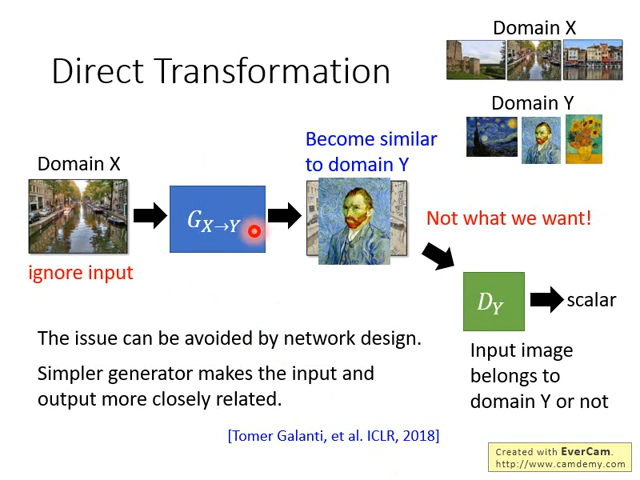 Domain X
Direct Transformation
Domain Y
Become similar
to domain Y
Domain X
G X→Y
Not what we want!
ignore input
D Y
scalar
The issue can be avoided by network design.
Input image
belongs to
domain Y or not
Simpler generator makes the input and
output more closely related.
[Tomer Galanti, et al. ICLR, 2018]
Created with EverCam.
http://www.camdemy.com